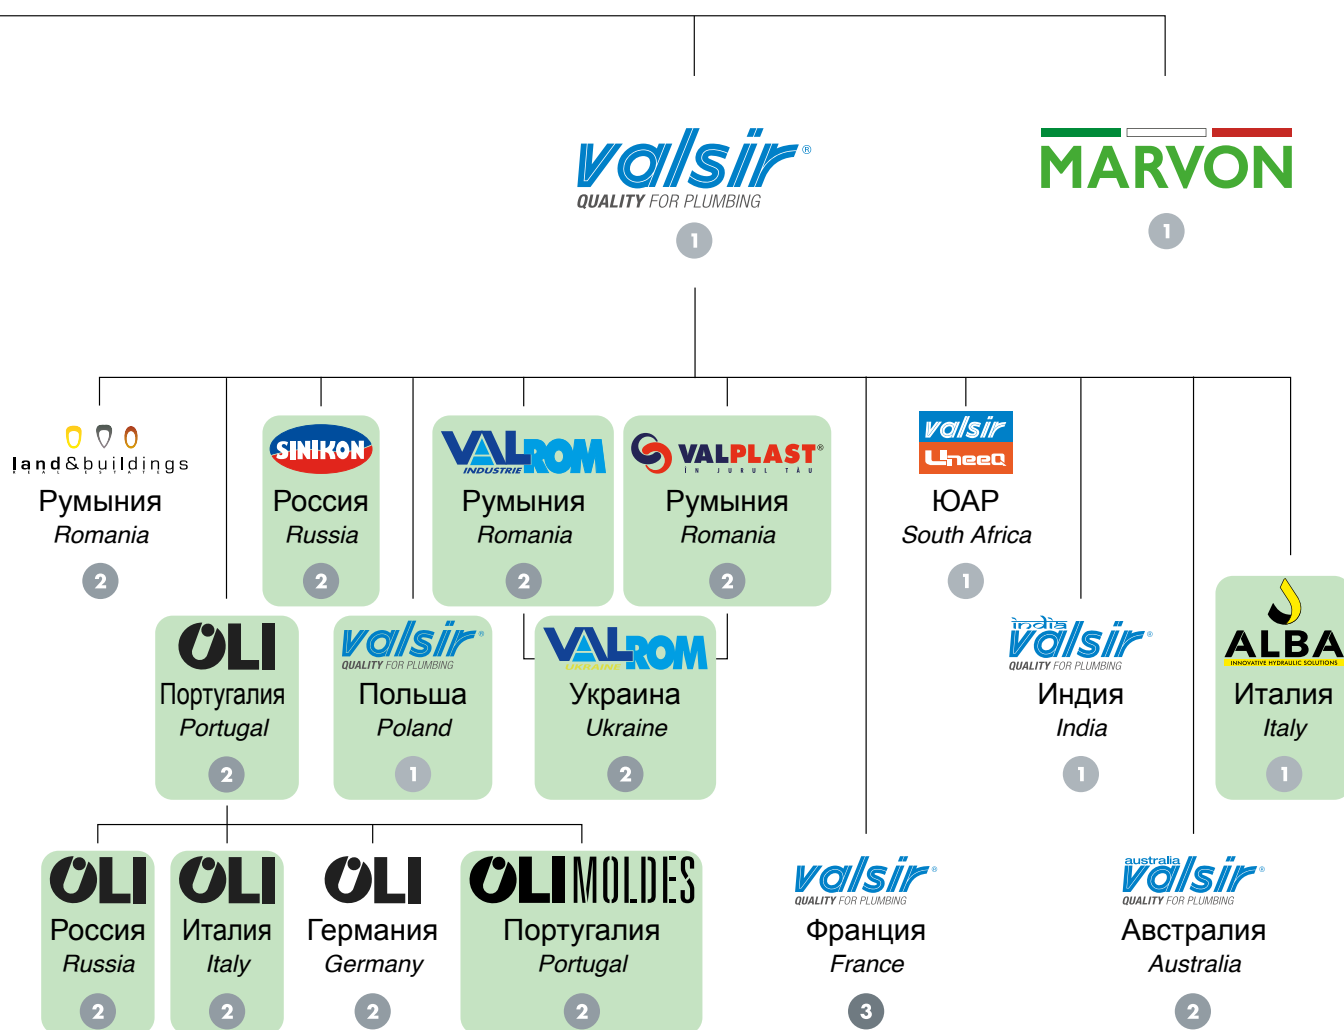 valsir®
QUALITY FOR PLUMBING
1
MARVON
1
land&buildings
Румыния
Romania
2
SINIKON
Россия
Russia
2
VALROM
INDUSTRIE
Румыния
Romania
2
VALPLAST®
ÎN JURUL TĂU
Румыния
Romania
2
valsir
UneeQ
ЮАР
South Africa
1
OLI
Португалия
Portugal
2
valsir®
QUALITY FOR PLUMBING
Польша
Poland
1
VALROM
UKRAINE
Украина
Ukraine
2
india
valsir®
QUALITY FOR PLUMBING
Индия
India
1
ALBA
INNOVATIVE HYDRAULIC SOLUTIONS
Италия
Italy
1
OLI
Россия
Russia
2
OLI
Италия
Italy
2
OLI
Германия
Germany
2
OLI MOLDES
Португалия
Portugal
2
valsir®
QUALITY FOR PLUMBING
Франция
France
3
australia
valsir®
QUALITY FOR PLUMBING
Австралия
Australia
2